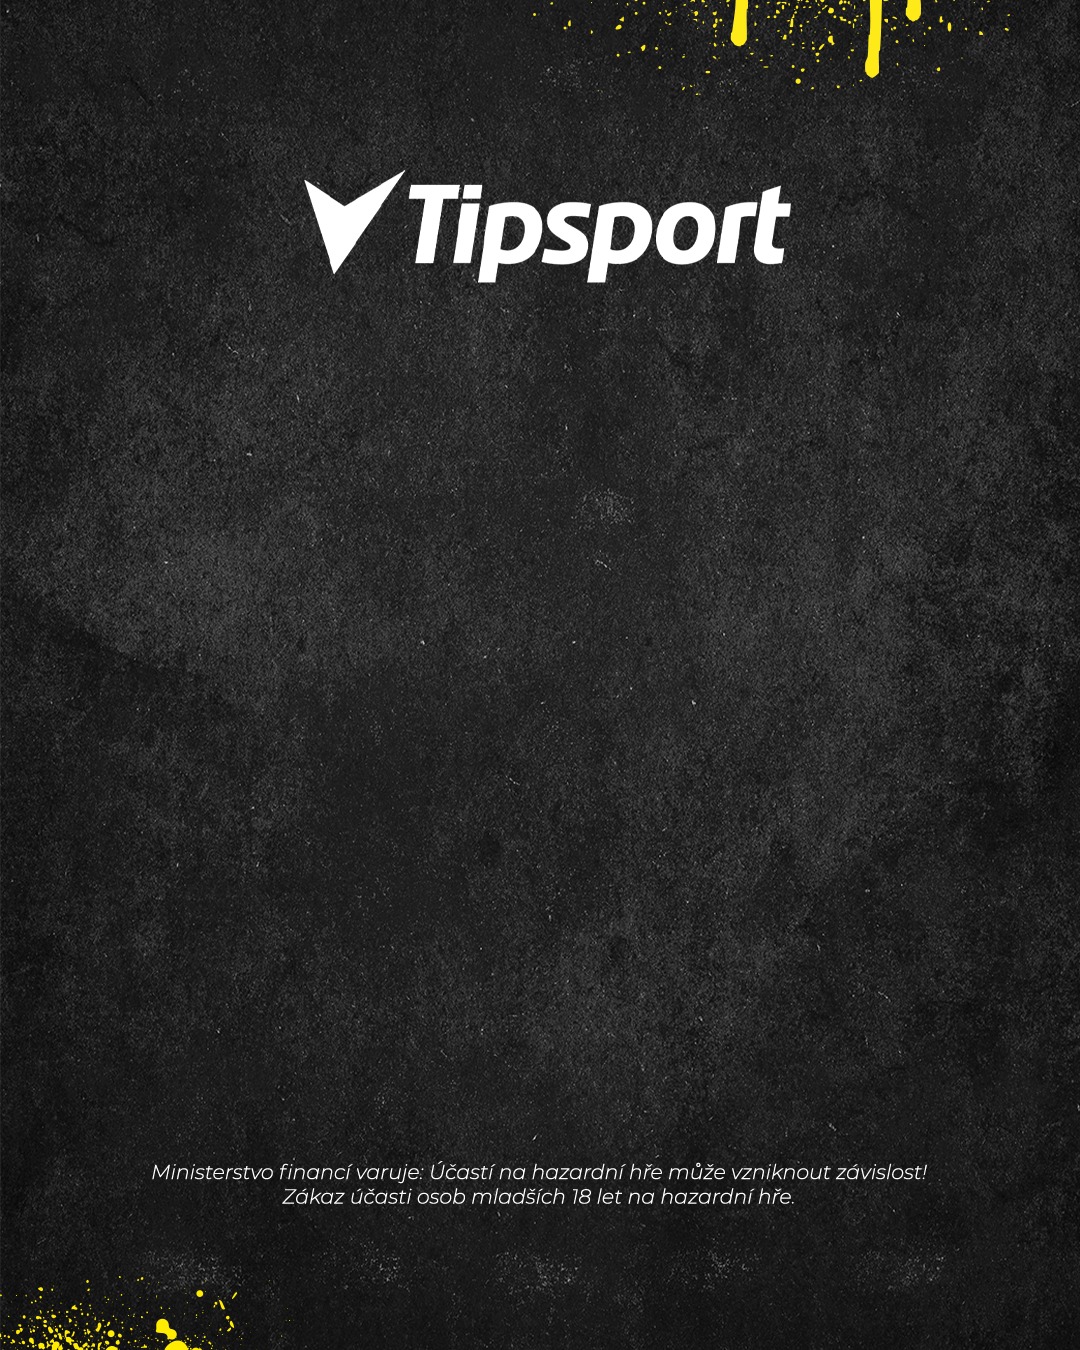 Tipsport
Ministerstvo financí varuje: Účastí na hazardní hře může vzniknout závislost!
Zákaz účasti osob mladších 18 let na hazardní hře.